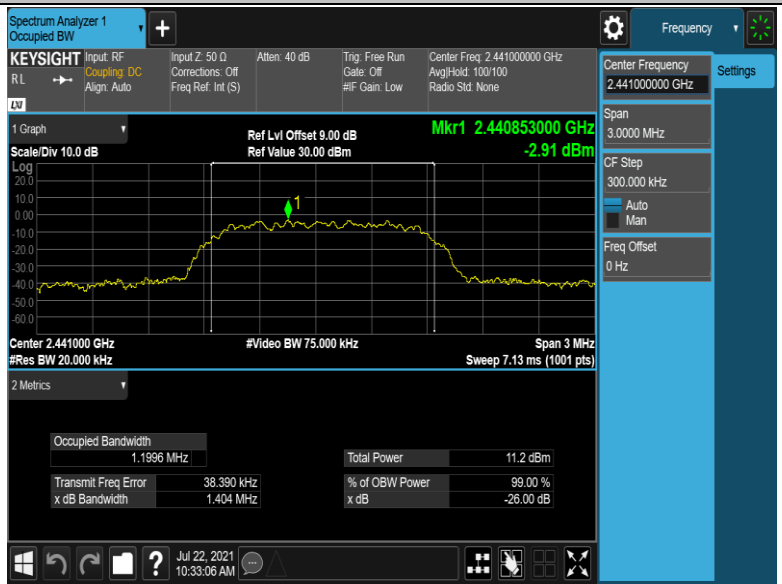 Spectrum Analyzer 1
Occupied BW
Frequency
KEYSIGHT
RL
LXI
Input: RF
Coupling: DC
Align: Auto
Input Z: 50 Ω
Corrections: Off
Freq Ref: Int (S)
Atten: 40 dB
Trig: Free Run
Gate: Off
#IF Gain: Low
Center Freq: 2.441000000 GHz
Avg|Hold: 100/100
Radio Std: None
Center Frequency
2.441000000 GHz
Settings
Span
3.0000 MHz
CF Step
300.000 kHz
Auto
Man
Freq Offset
0 Hz
1 Graph
Scale/Div 10.0 dB
Ref Lvl Offset 9.00 dB
Ref Value 30.00 dBm
Mkr1 2.440853000 GHz
-2.91 dBm
Log
20.0
10.0
0.00
-10.0
-20.0
-30.0
-40.0
-50.0
-60.0
1
Center 2.441000 GHz
#Res BW 20.000 kHz
#Video BW 75.000 kHz
Span 3 MHz
Sweep 7.13 ms (1001 pts)
2 Metrics
Occupied Bandwidth
1.1996 MHz
Total Power 11.2 dBm
Transmit Freq Error 38.390 kHz
% of OBW Power 99.00 %
x dB Bandwidth 1.404 MHz
x dB -26.00 dB
?
Jul 22, 2021
10:33:06 AM